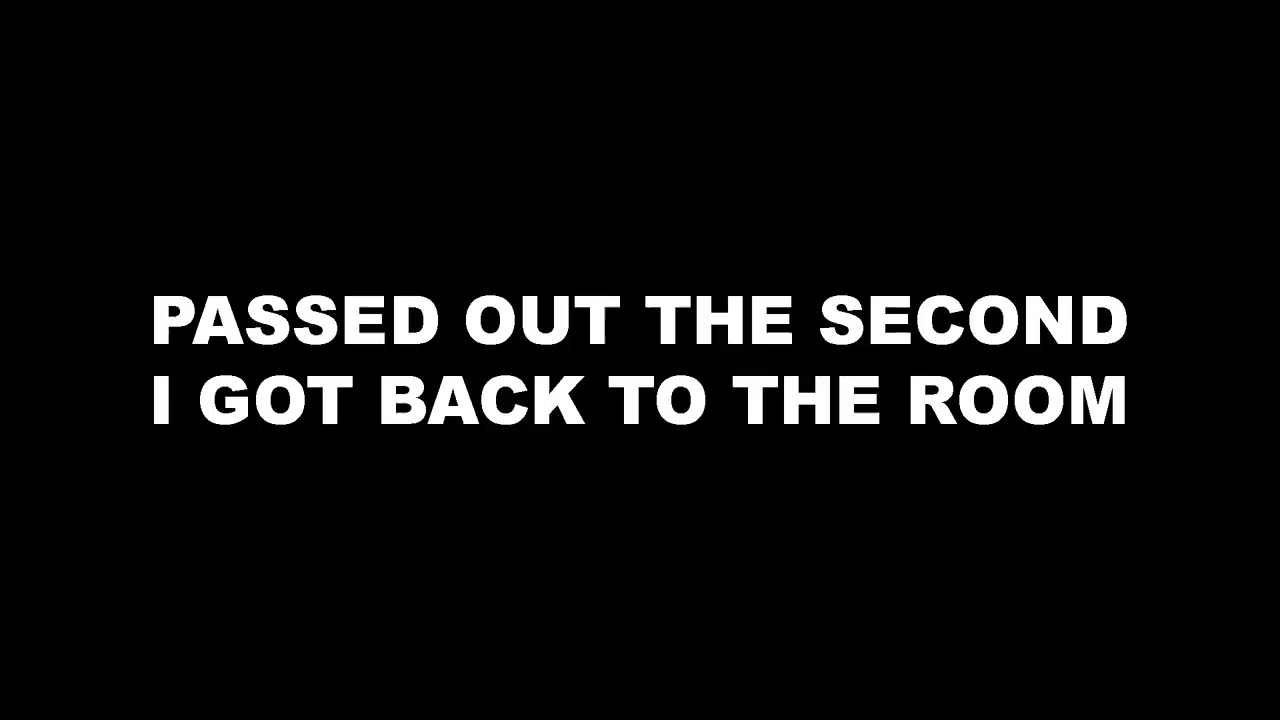 PASSED OUT THE SECOND
I GOT BACK TO THE ROOM